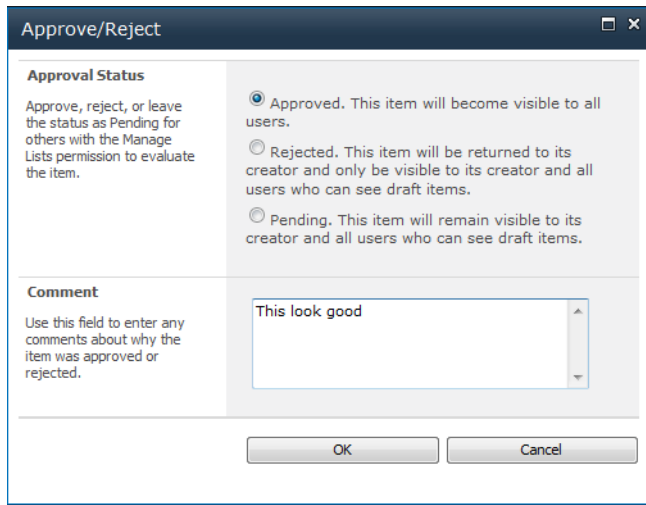 Approve/Reject
Approval Status
Approve, reject, or leave
the status as Pending for
others with the Manage
Lists permission to evaluate
the item.
Approved. This item will become visible to all
users.
Rejected. This item will be returned to its
creator and only be visible to its creator and all
users who can see draft items.
Pending. This item will remain visible to its
creator and all users who can see draft items.
Comment
Use this field to enter any
comments about why the
item was approved or
rejected.
This look good
OK
Cancel